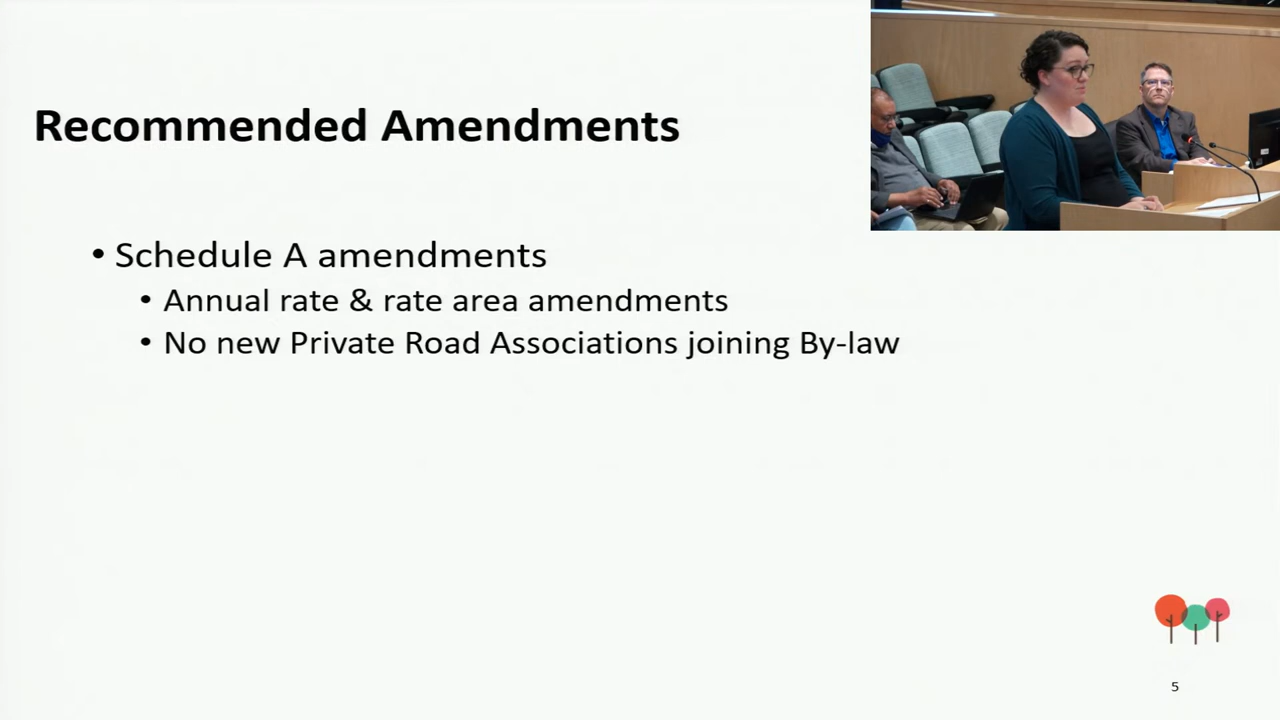 Recommended Amendments
• Schedule A amendments
• Annual rate & rate area amendments
• No new Private Road Associations joining By-law
5